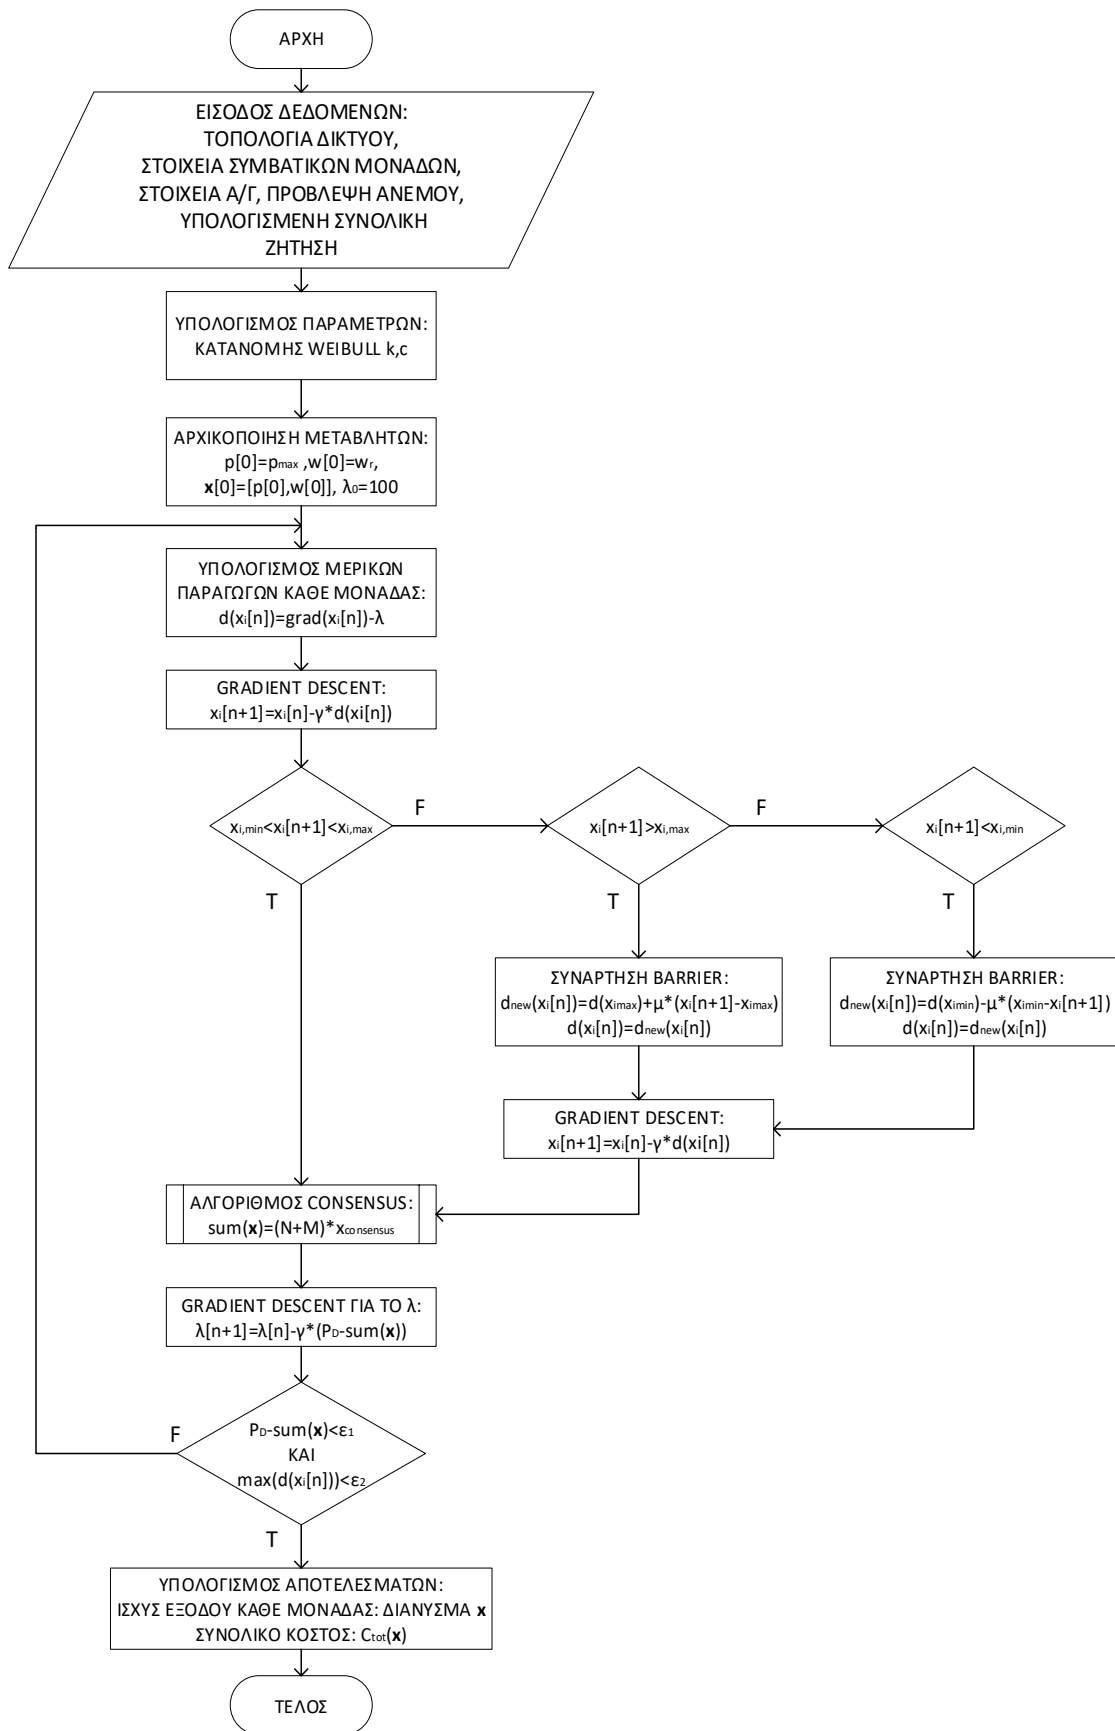 ΑΡΧΗ
ΕΙΣΟΔΟΣ ΔΕΔΟΜΕΝΩΝ:
ΤΟΠΟΛΟΓΙΑ ΔΙΚΤΥΟΥ,
ΣΤΟΙΧΕΙΑ ΣΥΜΒΑΤΙΚΩΝ ΜΟΝΑΔΩΝ,
ΣΤΟΙΧΕΙΑ Α/Γ, ΠΡΟΒΛΕΨΗ ΑΝΕΜΟΥ,
ΥΠΟΛΟΓΙΣΜΕΝΗ ΣΥΝΟΛΙΚΗ
ΖΗΤΗΣΗ
ΥΠΟΛΟΓΙΣΜΟΣ ΠΑΡΑΜΕΤΡΩΝ:
ΚΑΤΑΝΟΜΗΣ WEIBULL k,c
ΑΡΧΙΚΟΠΟΙΗΣΗ ΜΕΤΑΒΛΗΤΩΝ:
p[0]=pmax ,w[0]=wr,
x[0]=[p[0],w[0]], λ0=100
ΥΠΟΛΟΓΙΣΜΟΣ ΜΕΡΙΚΩΝ
ΠΑΡΑΓΩΓΩΝ ΚΑΘΕ ΜΟΝΑΔΑΣ:
d(xi[n])=grad(xi[n])-λ
GRADIENT DESCENT:
xi[n+1]=xi[n]-γ*d(xi[n])
xi,min<xi[n+1]<xi,max
F
xi[n+1]>xi,max
F
xi[n+1]<xi,min
T
T
T
ΣΥΝΑΡΤΗΣΗ BARRIER:
dnew(xi[n])=d(ximax)+μ*(xi[n+1]-ximax)
d(xi[n])=dnew(xi[n])
ΣΥΝΑΡΤΗΣΗ BARRIER:
dnew(xi[n])=d(ximin)-μ*(ximin-xi[n+1])
d(xi[n])=dnew(xi[n])
GRADIENT DESCENT:
xi[n+1]=xi[n]-γ*d(xi[n])
ΑΛΓΟΡΙΘΜΟΣ CONSENSUS:
sum(x)=(N+M)*xconsensus
GRADIENT DESCENT ΓΙΑ ΤΟ λ:
λ[n+1]=λ[n]-γ*(PD-sum(x))
F
PD-sum(x)<ε1
ΚΑΙ
max(d(xi[n]))<ε2
T
ΥΠΟΛΟΓΙΣΜΟΣ ΑΠΟΤΕΛΕΣΜΑΤΩΝ:
ΙΣΧΥΣ ΕΞΟΔΟΥ ΚΑΘΕ ΜΟΝΑΔΑΣ: ΔΙΑΝΥΣΜΑ x
ΣΥΝΟΛΙΚΟ ΚΟΣΤΟΣ: Ctot(x)
ΤΕΛΟΣ